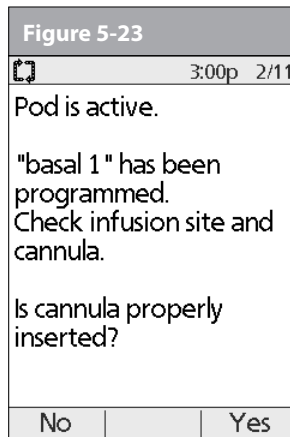 Figure 5-23
3:00p 2/11
Pod is active.
"basal 1" has been
programmed.
Check infusion site and
cannula.
Is cannula properly
inserted?
No Yes